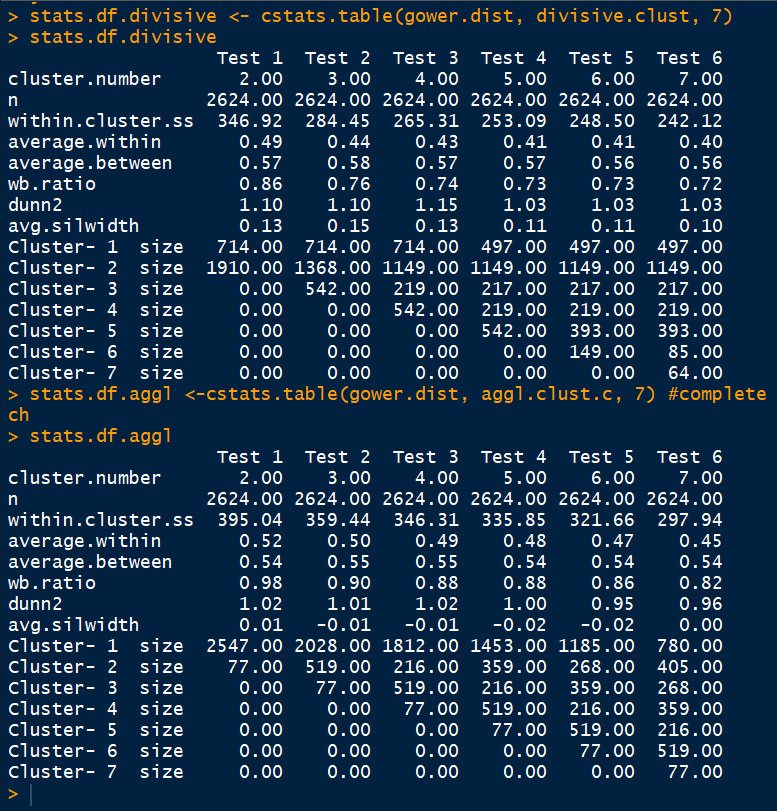 > stats.df.divisive <- cstats.table(gower.dist, divisive.clust, 7)
> stats.df.divisive
Test 1 Test 2 Test 3 Test 4 Test 5 Test 6
cluster.number 2.00 3.00 4.00 5.00 6.00 7.00
n 2624.00 2624.00 2624.00 2624.00 2624.00 2624.00
within.cluster.ss 346.92 284.45 265.31 253.09 248.50 242.12
average.within 0.49 0.44 0.43 0.41 0.41 0.40
average.between 0.57 0.58 0.57 0.57 0.56 0.56
wb.ratio 0.86 0.76 0.74 0.73 0.73 0.72
dunn2 1.10 1.10 1.15 1.03 1.03 1.03
avg.silwidth 0.13 0.15 0.13 0.11 0.11 0.10
Cluster- 1 size 714.00 714.00 714.00 497.00 497.00 497.00
Cluster- 2 size 1910.00 1368.00 1149.00 1149.00 1149.00 1149.00
Cluster- 3 size 0.00 542.00 219.00 217.00 217.00 217.00
Cluster- 4 size 0.00 0.00 542.00 219.00 219.00 219.00
Cluster- 5 size 0.00 0.00 0.00 542.00 393.00 393.00
Cluster- 6 size 0.00 0.00 0.00 0.00 149.00 85.00
Cluster- 7 size 0.00 0.00 0.00 0.00 0.00 64.00
> stats.df.aggl <-cstats.table(gower.dist, aggl.clust.c, 7) #complete
ch
> stats.df.aggl
Test 1 Test 2 Test 3 Test 4 Test 5 Test 6
cluster.number 2.00 3.00 4.00 5.00 6.00 7.00
n 2624.00 2624.00 2624.00 2624.00 2624.00 2624.00
within.cluster.ss 395.04 359.44 346.31 335.85 321.66 297.94
average.within 0.52 0.50 0.49 0.48 0.47 0.45
average.between 0.54 0.55 0.55 0.54 0.54 0.54
wb.ratio 0.98 0.90 0.88 0.88 0.86 0.82
dunn2 1.02 1.01 1.02 1.00 0.95 0.96
avg.silwidth 0.01 -0.01 -0.01 -0.02 -0.02 0.00
Cluster- 1 size 2547.00 2028.00 1812.00 1453.00 1185.00 780.00
Cluster- 2 size 77.00 519.00 216.00 359.00 268.00 405.00
Cluster- 3 size 0.00 77.00 519.00 216.00 359.00 268.00
Cluster- 4 size 0.00 0.00 77.00 519.00 216.00 359.00
Cluster- 5 size 0.00 0.00 0.00 77.00 519.00 216.00
Cluster- 6 size 0.00 0.00 0.00 0.00 77.00 519.00
Cluster- 7 size 0.00 0.00 0.00 0.00 0.00 77.00
>